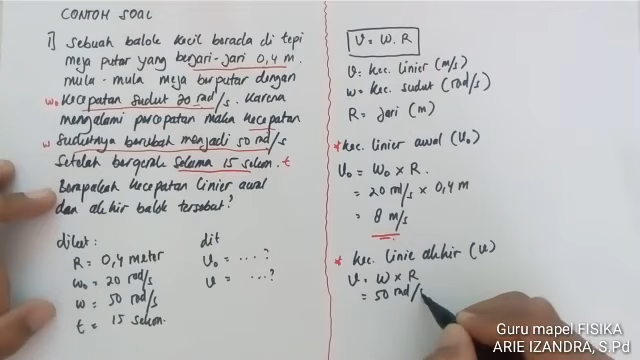 CONTOH SOAL
1] Sebuah balok kecil berada di tepi
meja putar yang berjari-jari 0,4 m.
mula-mula meja berputar dengan
ω₀ kecepatan sudut 20 rad/s. Karena
mengalami percepatan maka kecepatan
ω sudutnya berubah menjadi 50 rad/s
setelah bergerak selama 15 sekon. t
Berapakah kecepatan linier awal
dan akhir balok tersebut?
diket:
R = 0,4 meter
ω₀ = 20 rad/s
ω = 50 rad/s
t = 15 sekon.
dit
v₀ = ...?
v = ...?
v = ω . R
v: kec. linier (m/s)
ω = kec. sudut (rad/s)
R = jari (m)
* kec. linier awal (v₀)
v₀ = ω₀ × R.
= 20 rad/s × 0,4 m
= 8 m/s
* kec. linie akhir (v)
v = ω × R
= 50 rad/s
Guru mapel FISIKA
ARIE IZANDRA, S.Pd